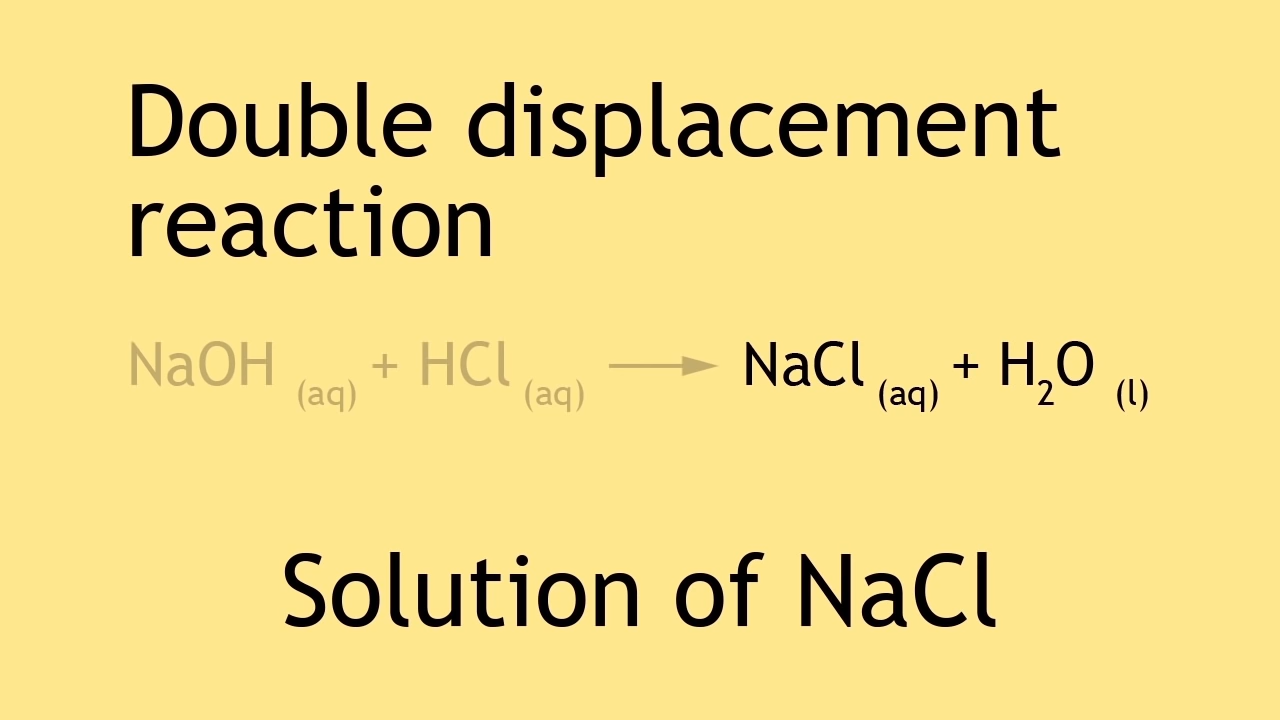 Double displacement
reaction
NaOH (aq) + HCl (aq) ⟶ NaCl (aq) + H₂O (l)
Solution of NaCl